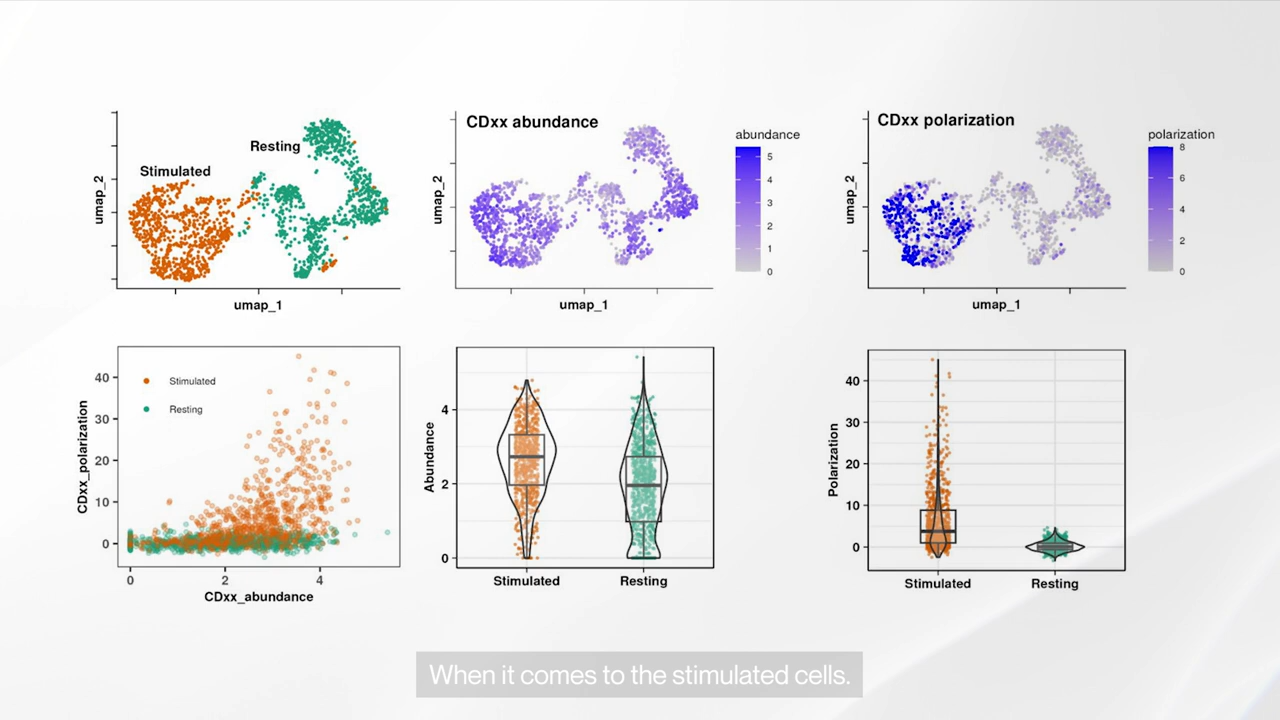 Stimulated
Resting
umap_2
umap_1
CDxx abundance
umap_2
umap_1
abundance
5
4
3
2
1
0
CDxx polarization
umap_2
umap_1
polarization
8
6
4
2
0
CDxx_polarization
40
30
20
10
0
Stimulated
Resting
0 2 4
CDxx_abundance
Abundance
4
2
0
Stimulated Resting
Polarization
40
30
20
10
0
Stimulated Resting
When it comes to the stimulated cells.